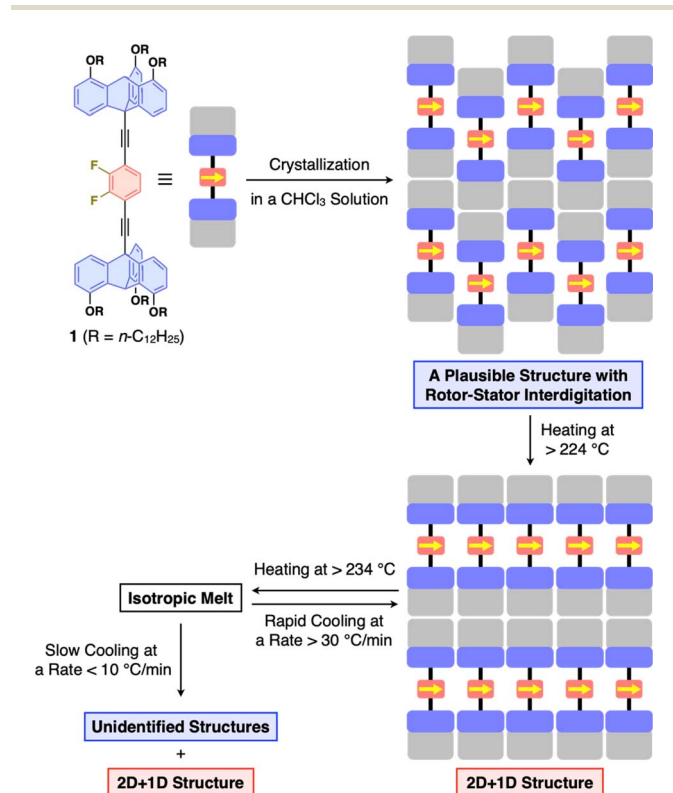 OR
OR
OR
F
F
OR
OR
OR
1 (R = n-C12H25)
≡
Crystallization
in a CHCl3 Solution
A Plausible Structure with
Rotor-Stator Interdigitation
Heating at
> 224 °C
Heating at > 234 °C
Isotropic Melt
Rapid Cooling at
a Rate > 30 °C/min
Slow Cooling at
a Rate < 10 °C/min
Unidentified Structures
+
2D+1D Structure
2D+1D Structure